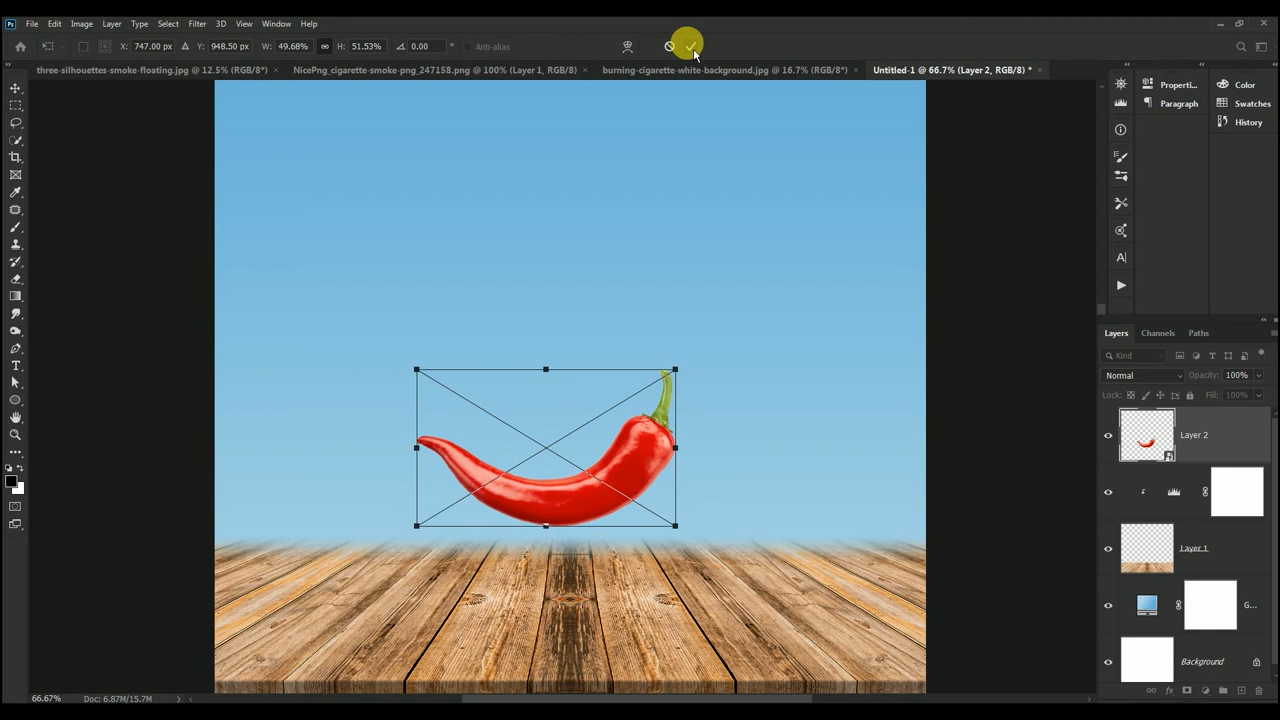 Ps File Edit Image Layer Type Select Filter 3D View Window Help
X: 747.00 px Y: 948.50 px W: 49.68% H: 51.53% 0.00 ° Anti-alias
three-silhouettes-smoke-floating.jpg @ 12.5% (RGB/8*) × NicePng_cigarette-smoke-png_247158.png @ 100% (Layer 1, RGB/8) × burning-cigarette-white-background.jpg @ 16.7% (RGB/8*) × Untitled-1 @ 66.7% (Layer 2, RGB/8) * ×
Properti... Color
Paragraph Swatches
History
Layers Channels Paths
Kind
Normal Opacity: 100%
Lock: Fill: 100%
Layer 2
Layer 1
G...
Background
fx
66.67% Doc: 6.87M/15.7M